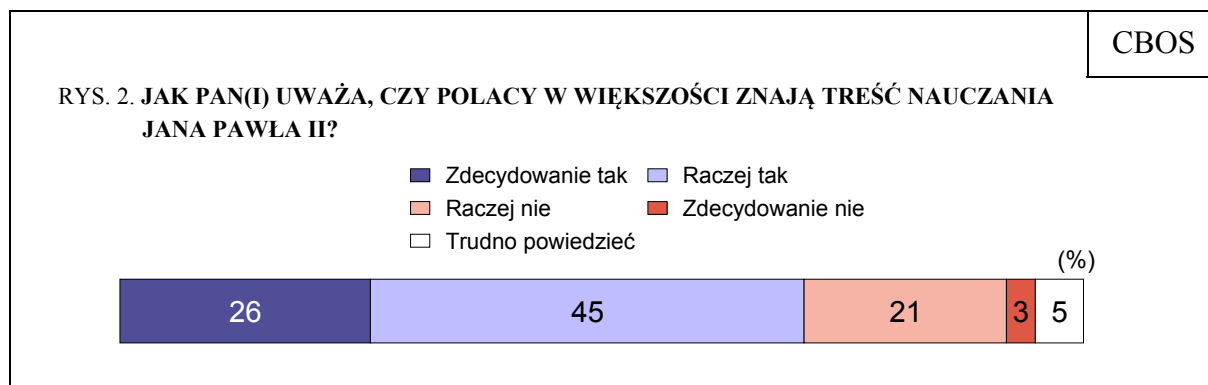 CBOS
RYS. 2. JAK PAN(I) UWAŻA, CZY POLACY W WIĘKSZOŚCI ZNAJĄ TREŚĆ NAUCZANIA
JANA PAWŁA II?
Zdecydowanie tak Raczej tak
Raczej nie Zdecydowanie nie
Trudno powiedzieć
(%)
26 45 21 3 5